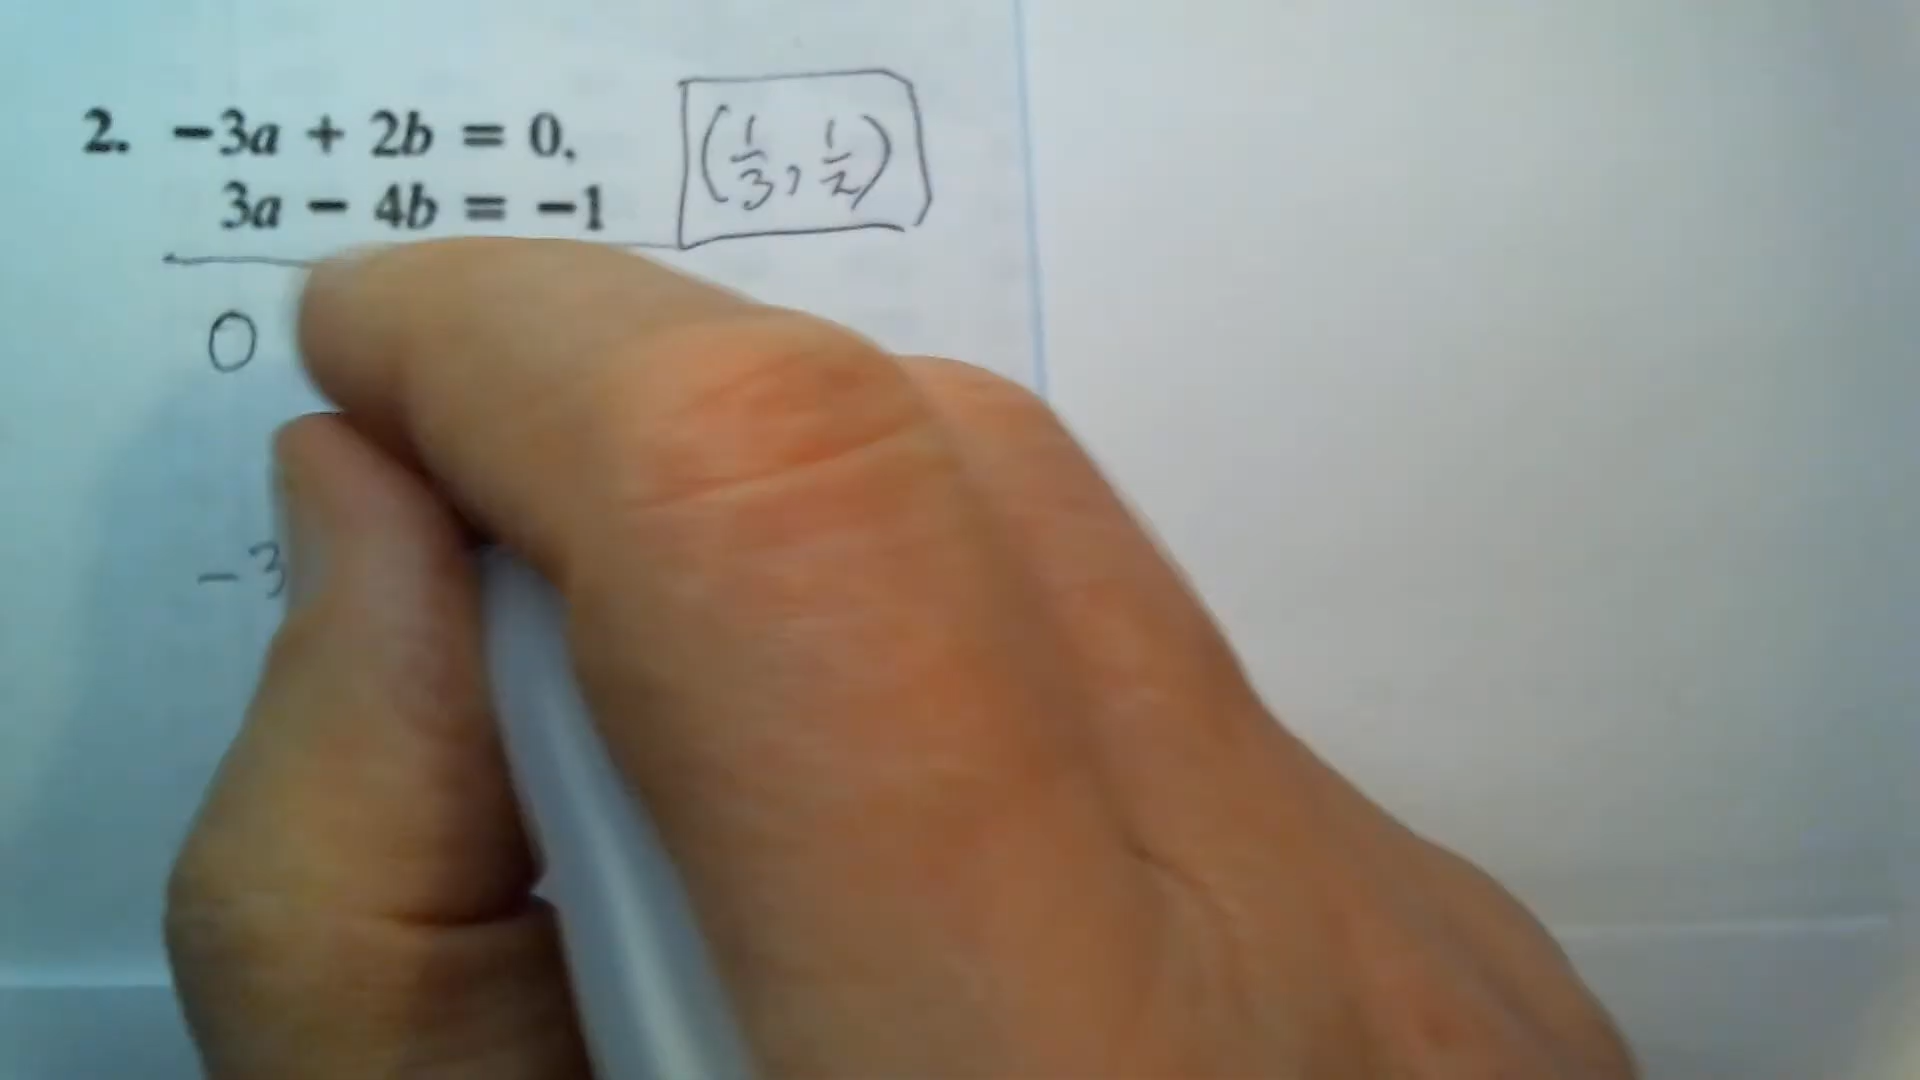 2. -3a + 2b = 0,
3a - 4b = -1
(1/3, 1/2)
0
-3